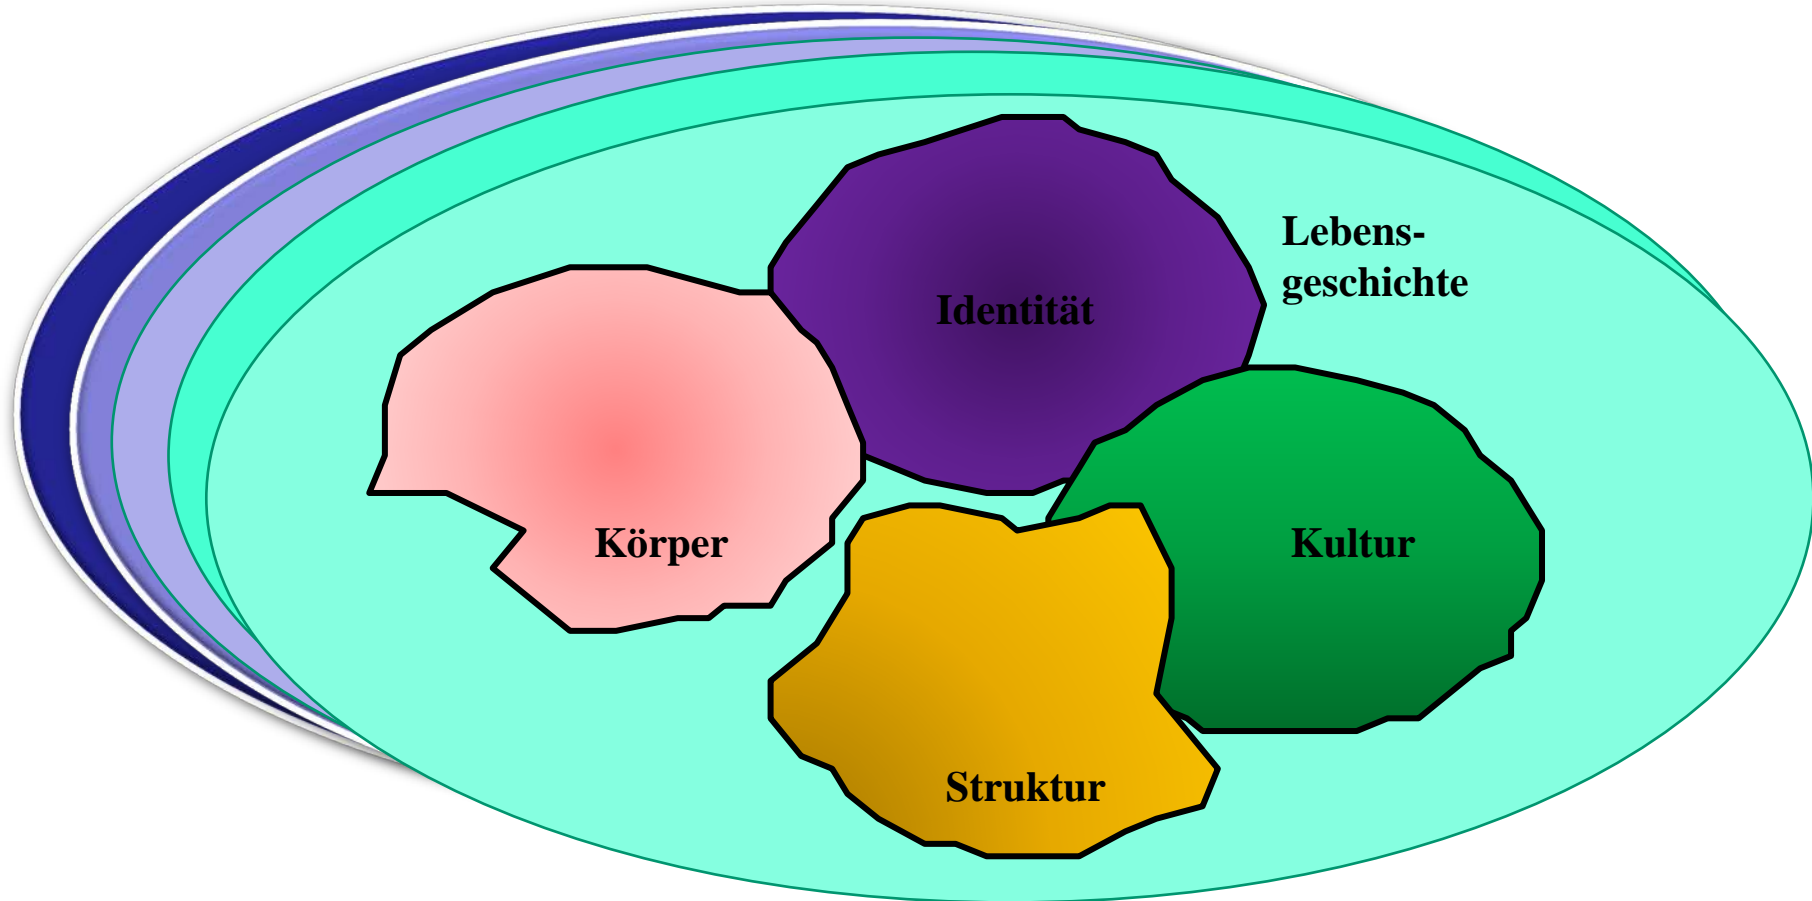 Lebens-
geschichte
Identität
Körper
Kultur
Struktur